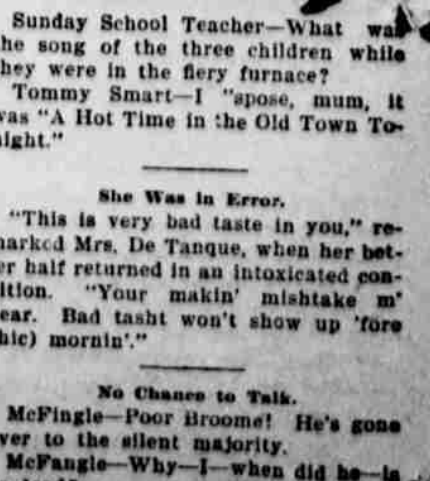 Sunday School Teacher—What was
he song of the three children while
hey were in the fiery furnace?
Tommy Smart—I "spose, mum, it
was "A Hot Time in the Old Town To-
night."
She Was in Error.
"This is very bad taste in you," re-
marked Mrs. De Tanque, when her bet-
er half returned in an intoxicated con-
dition. "Your makin' mishtake m'
ear. Bad tasht won't show up 'fore
hic) mornin'."
No Chance to Talk.
McFingle—Poor Broome! He's gone
ver to the silent majority.
McFangle—Why—I—when did he—is